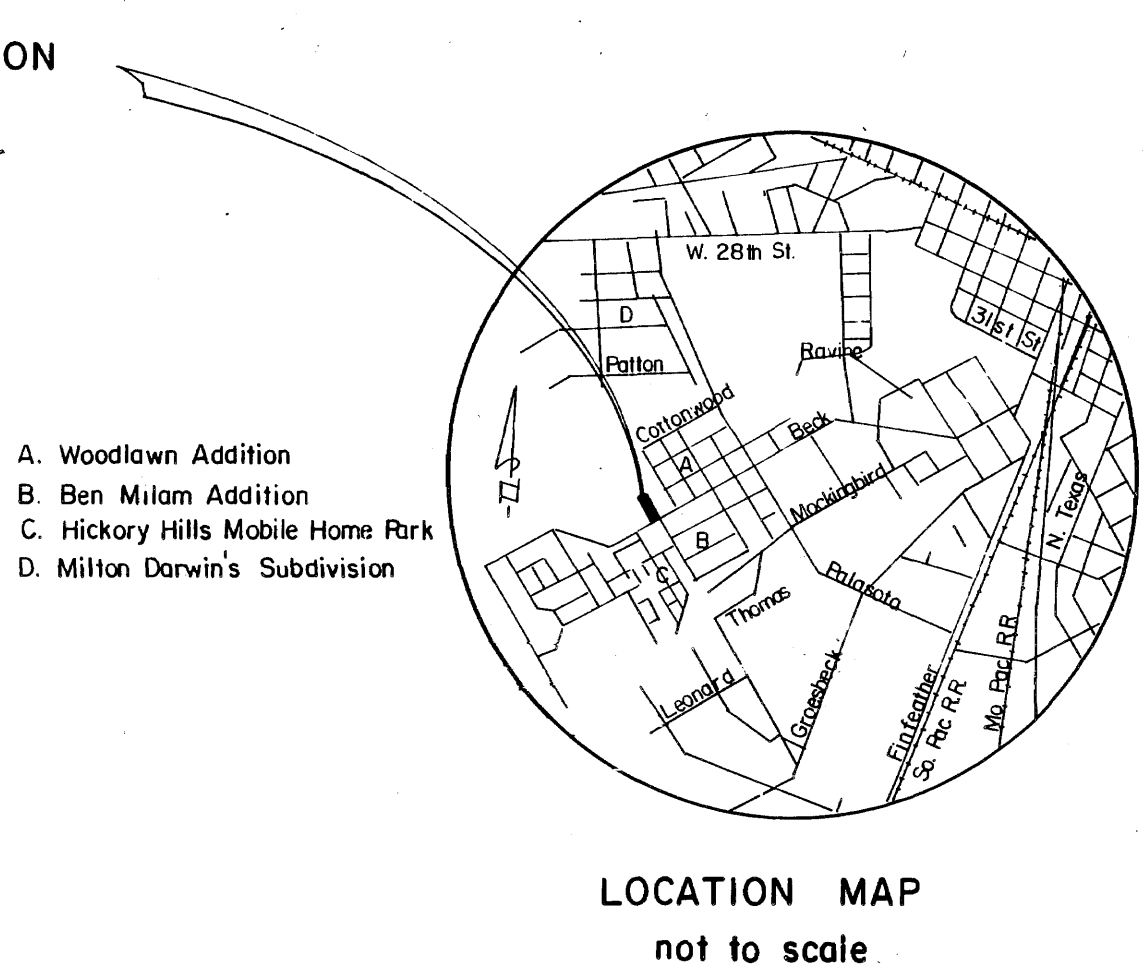 ON
W. 28th St.
D
31st St
Patton
Ravine
Cottonwood
Beck
A
Mockingbird
B
C
N. Texas
Palasota
Thomas
Leonard
Groesbeck
Finfeather
So. Pac R.R.
Mo. Pac R.R.
A. Woodlawn Addition
B. Ben Milam Addition
C. Hickory Hills Mobile Home Park
D. Milton Darwin's Subdivision
LOCATION MAP
not to scale